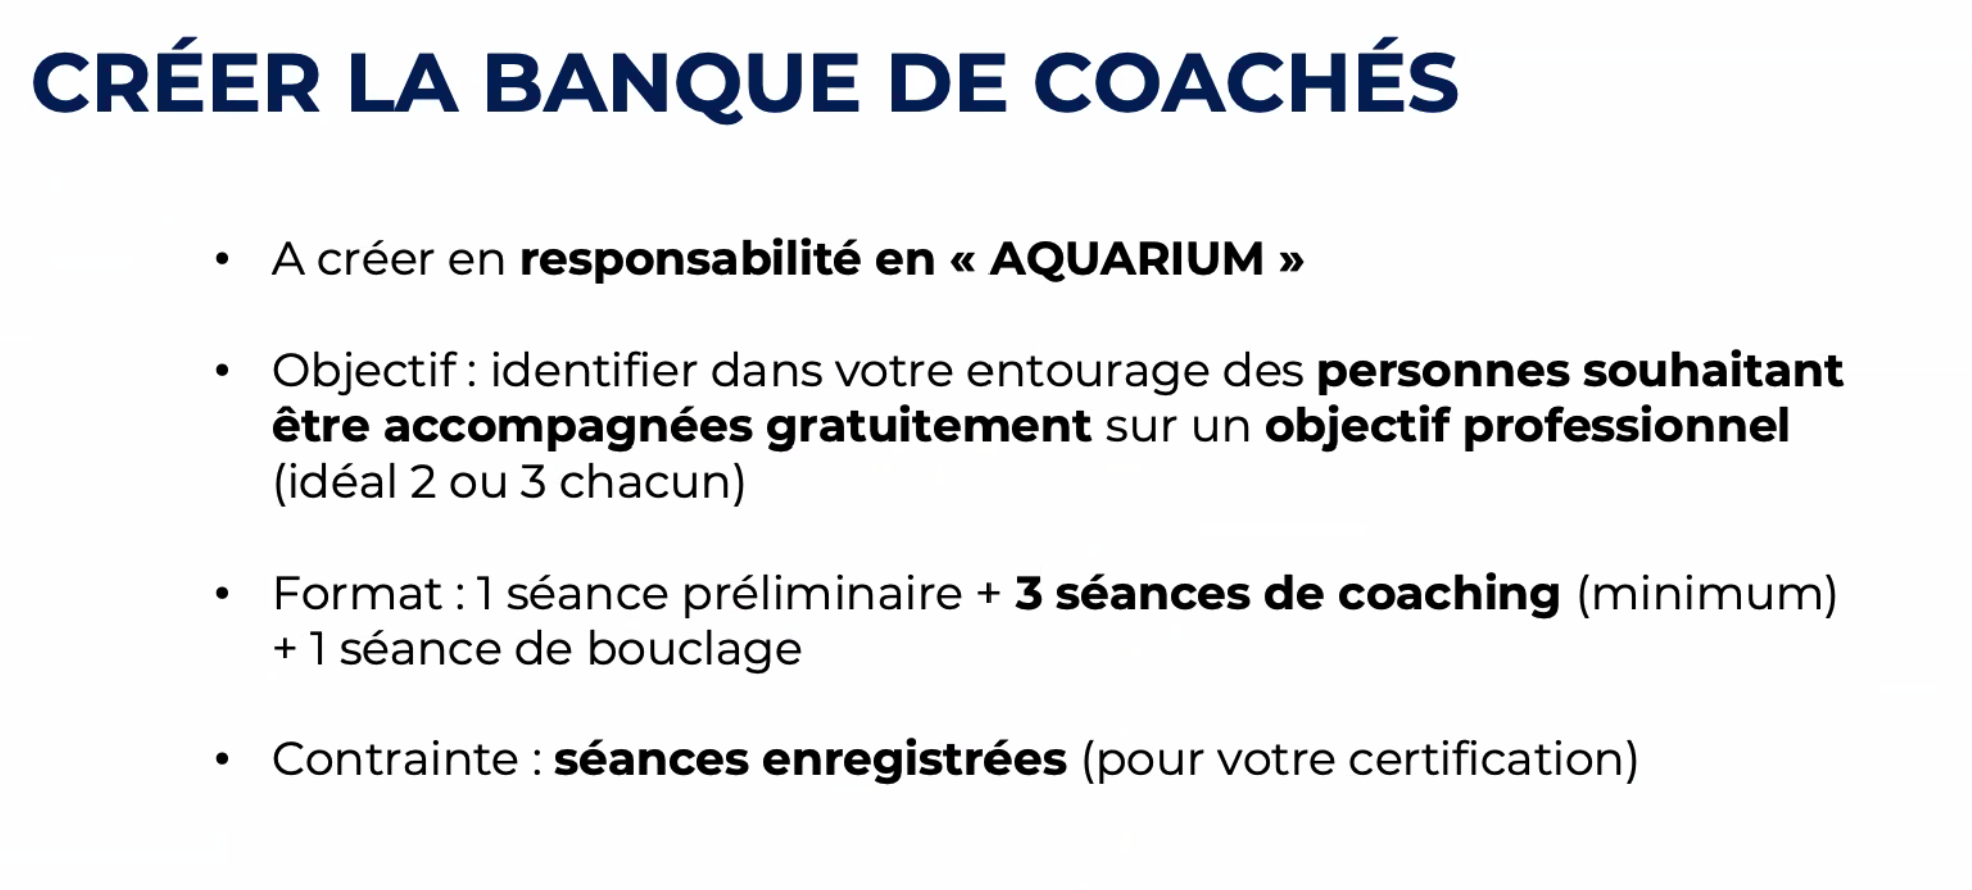 CRÉER LA BANQUE DE COACHÉS
• A créer en responsabilité en « AQUARIUM »
• Objectif : identifier dans votre entourage des personnes souhaitant
être accompagnées gratuitement sur un objectif professionnel
(idéal 2 ou 3 chacun)
• Format : 1 séance préliminaire + 3 séances de coaching (minimum)
+ 1 séance de bouclage
• Contrainte : séances enregistrées (pour votre certification)